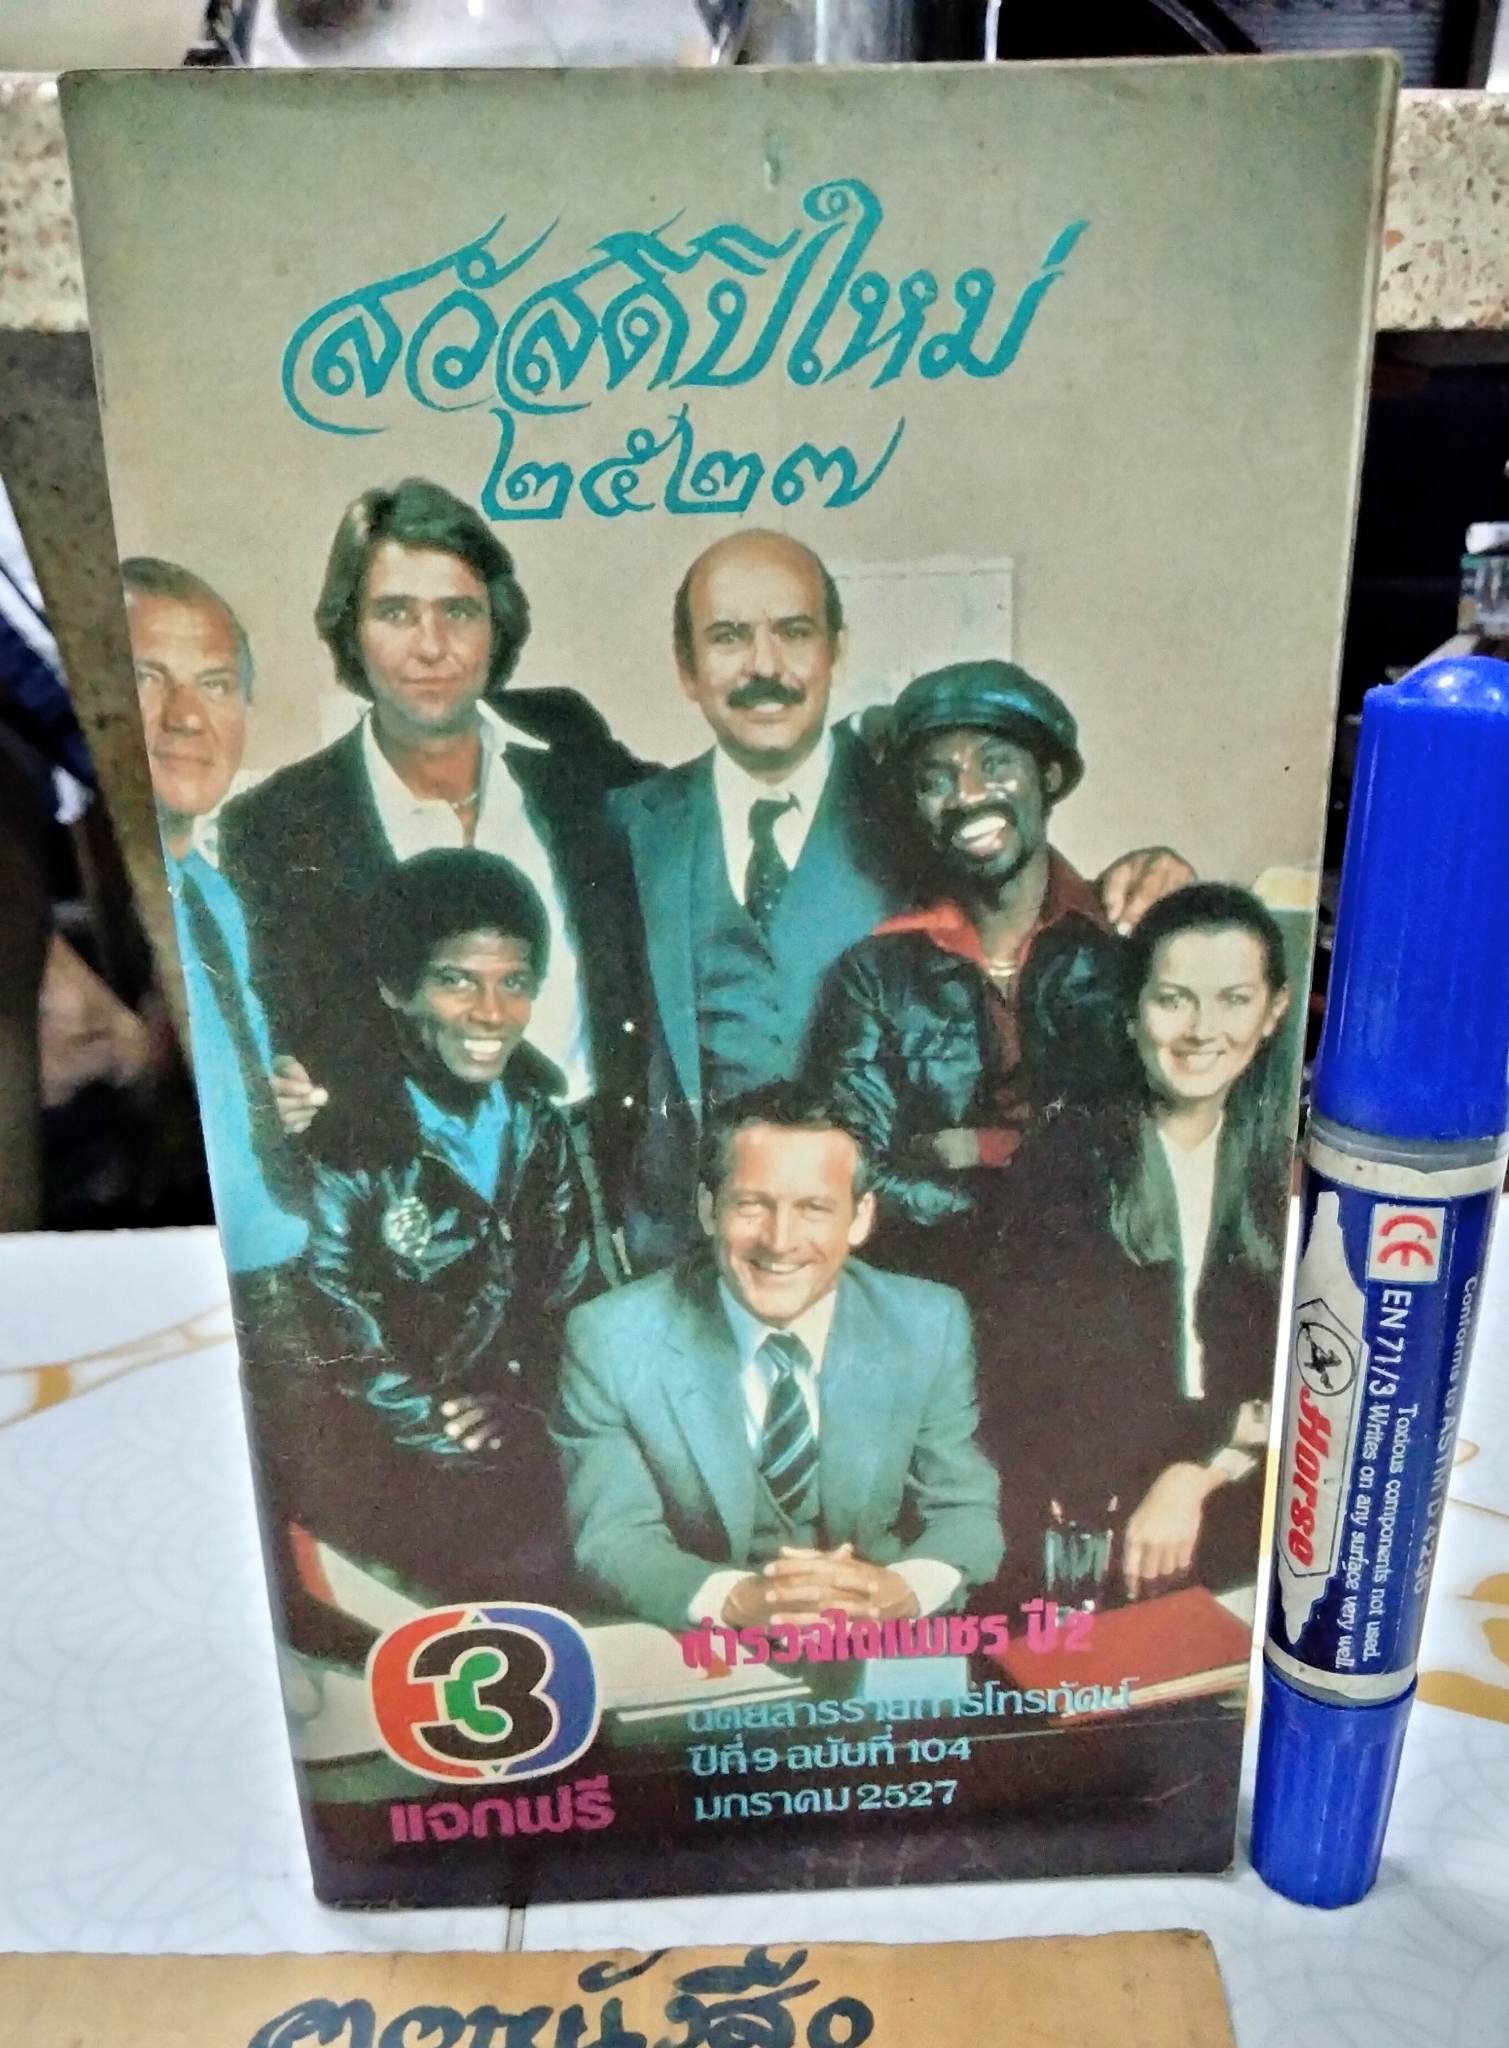 สวัสดีปีใหม่
๒๕๒๗
3
แจกฟรี
สำรวจใจเพชร ปี 2
นิตยสารรายการโทรทัศน์
ปีที่ 9 ฉบับที่ 104
มกราคม 2527
CE EN 71/3
Conforms to ASTM D 4236
Toxious components not used.
Writes on any surface very well.
Horse